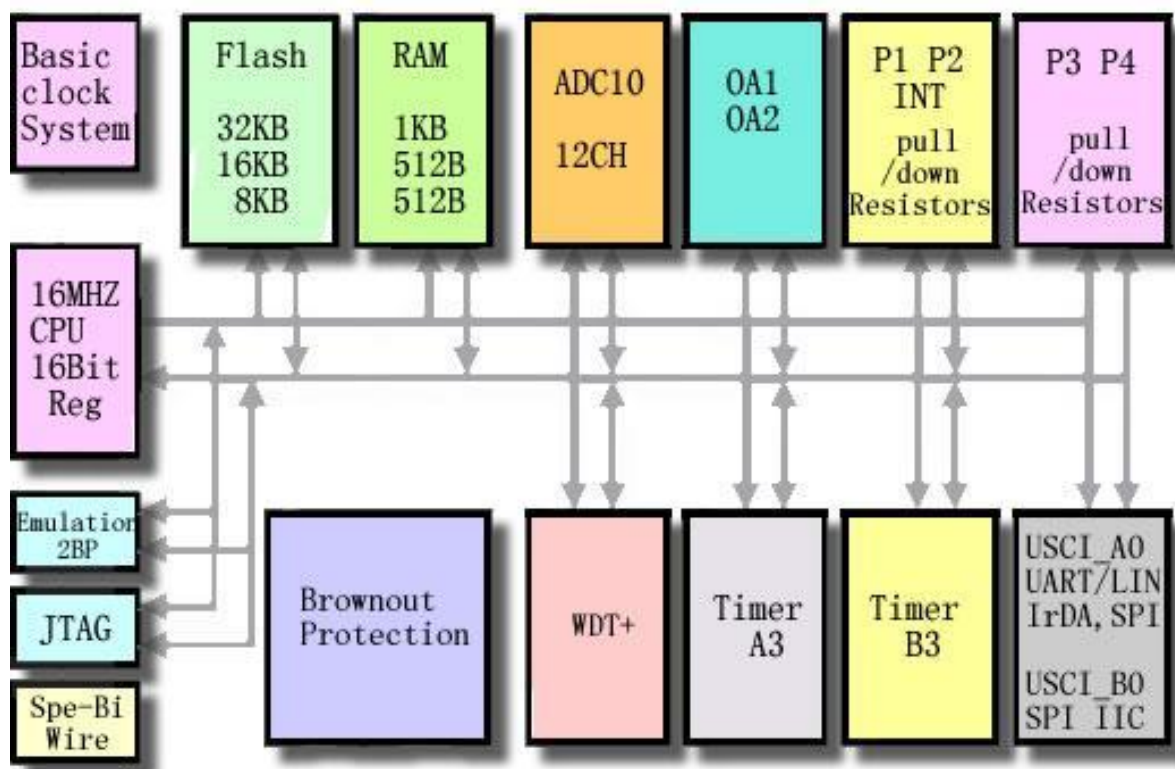 Basic
clock
System
Flash
32KB
16KB
8KB
RAM
1KB
512B
512B
ADC10
12CH
OA1
OA2
P1 P2
INT
pull
/down
Resistors
P3 P4
pull
/down
Resistors
16MHZ
CPU
16Bit
Reg
Emulation
2BP
JTAG
Spe-Bi
Wire
Brownout
Protection
WDT+
Timer
A3
Timer
B3
USCI_A0
UART/LIN
IrDA, SPI
USCI_B0
SPI IIC